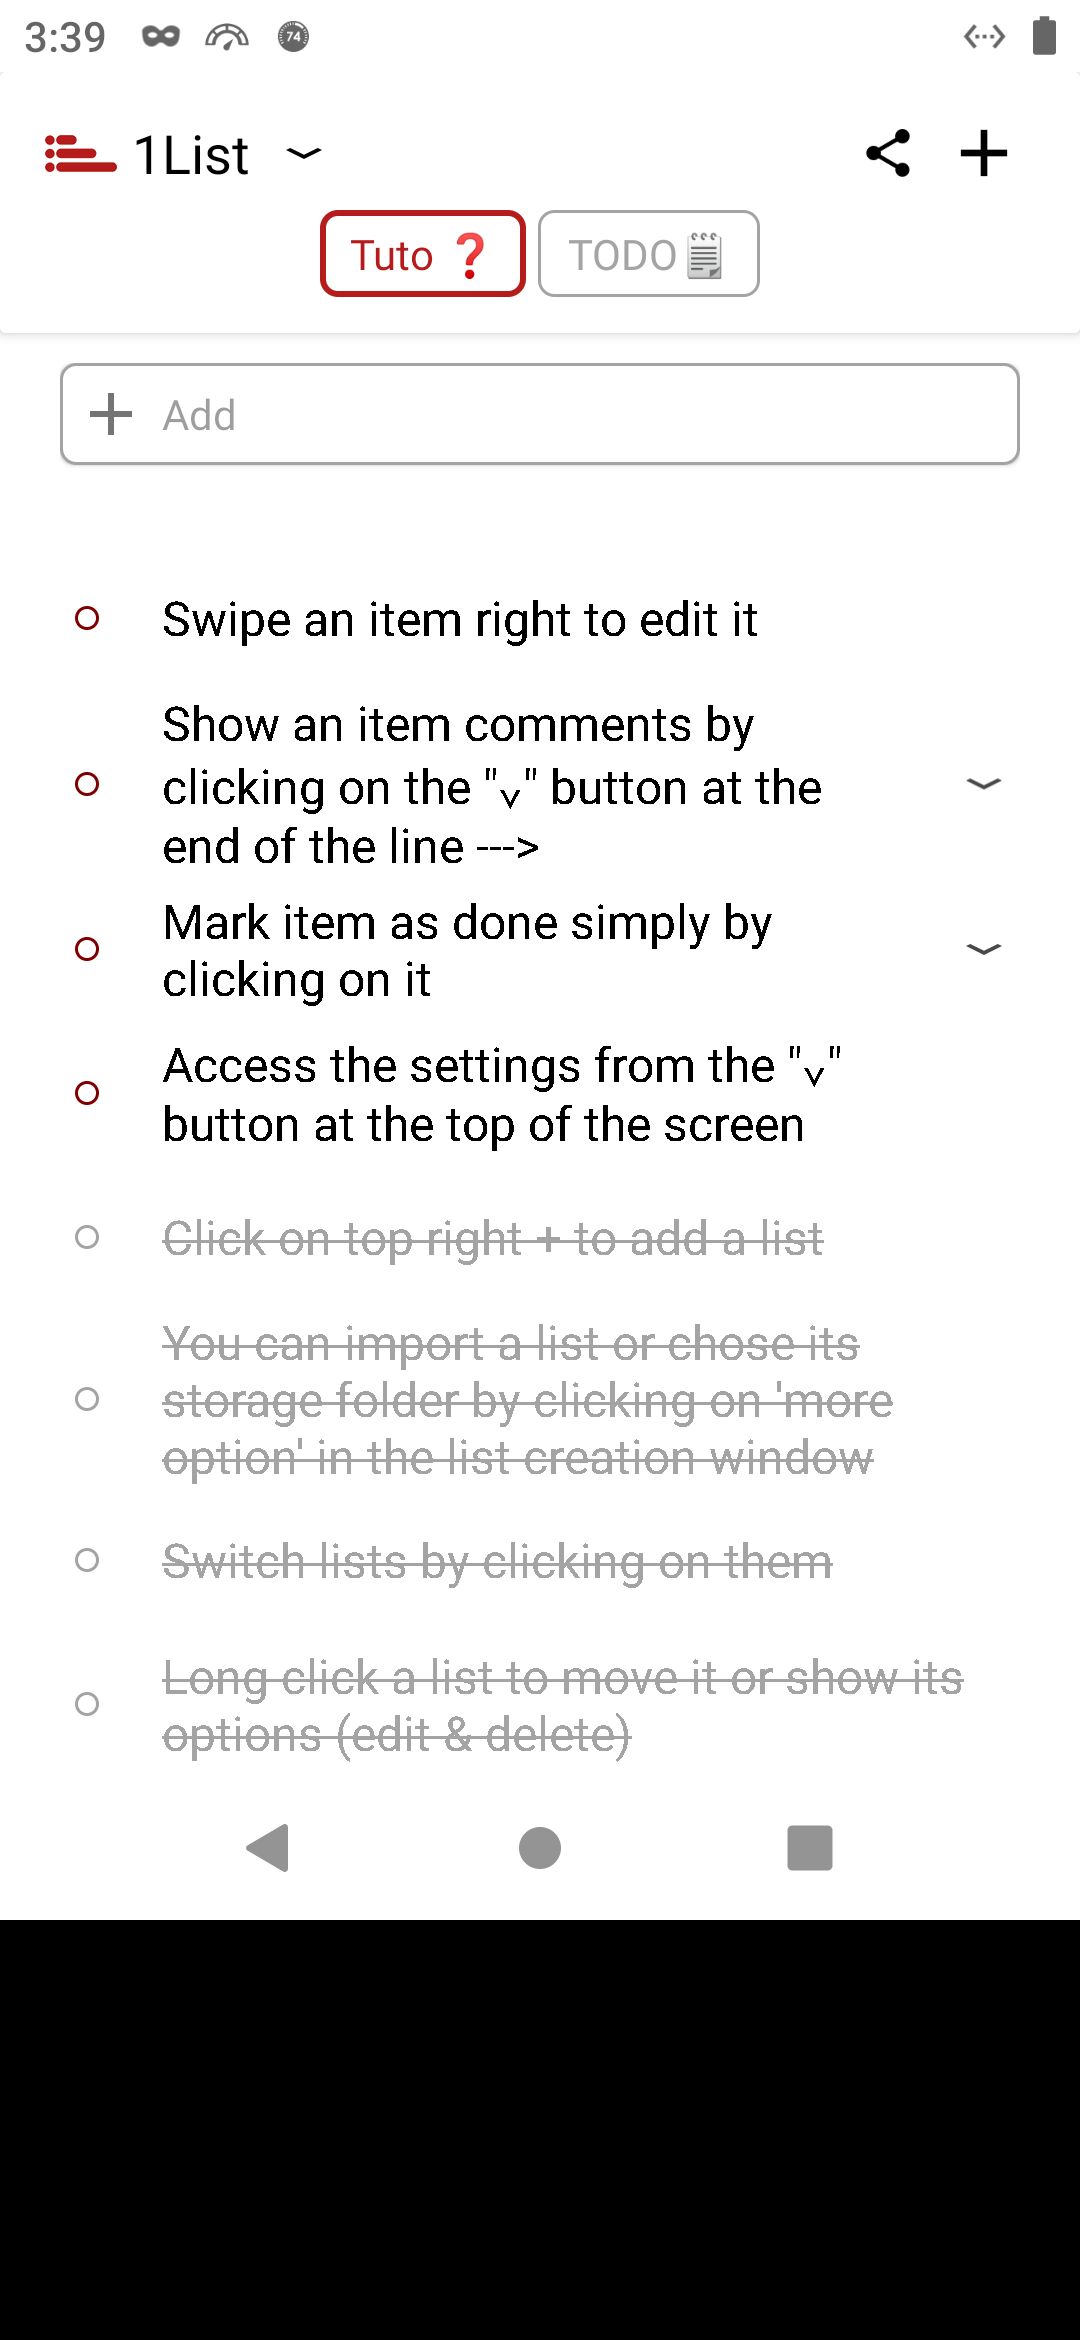 3:39
74
1List
Tuto ❓
TODO🗒
+ Add
Swipe an item right to edit it
Show an item comments by
clicking on the "˅" button at the
end of the line --->
Mark item as done simply by
clicking on it
Access the settings from the "˅"
button at the top of the screen
Click on top right + to add a list
You can import a list or chose its
storage folder by clicking on 'more
option' in the list creation window
Switch lists by clicking on them
Long click a list to move it or show its
options (edit & delete)